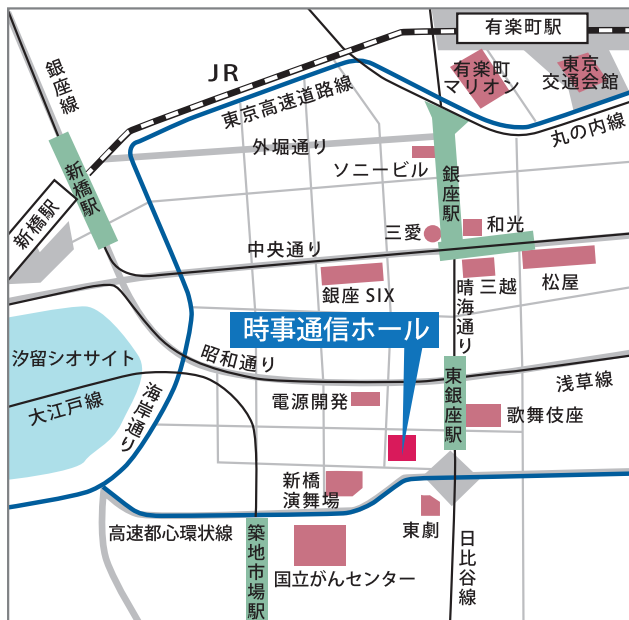 有楽町駅
銀座線
JR
東京高速道路線
有楽町
マリオン
東京
交通会館
丸の内線
外堀通り
ソニービル
新橋駅
新橋駅
銀座駅
三愛
和光
中央通り
銀座 SIX
晴海通り
三越
松屋
時事通信ホール
汐留シオサイト
昭和通り
大江戸線
海岸通り
電源開発
東銀座駅
浅草線
歌舞伎座
新橋
演舞場
高速都心環状線
築地市場駅
国立がんセンター
東劇
日比谷線